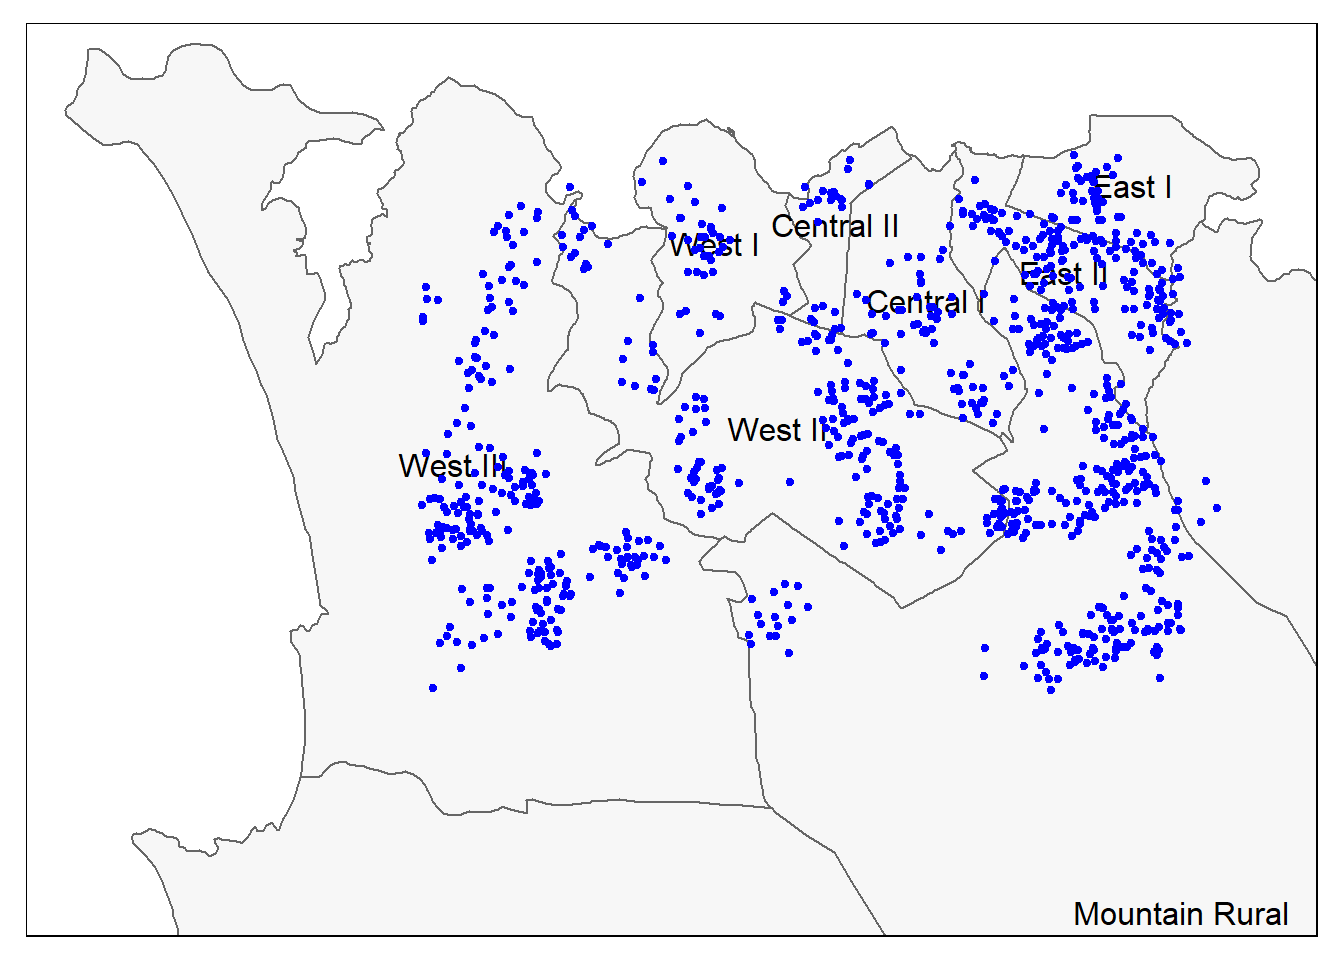 East I
Central II
West I
East II
Central I
West II
West III
Mountain Rural